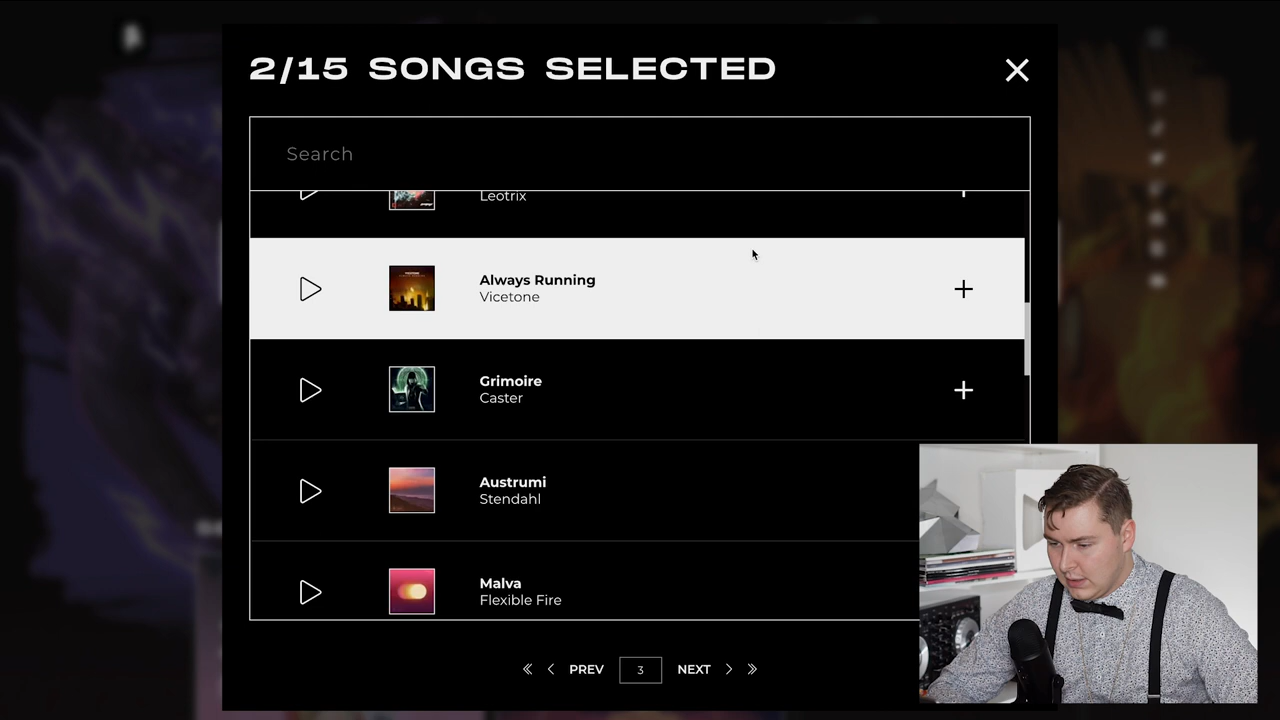 2/15 SONGS SELECTED
Search
Leotrix
Always Running
Vicetone
Grimoire
Caster
Austrumi
Stendahl
Malva
Flexible Fire
PREV 3 NEXT